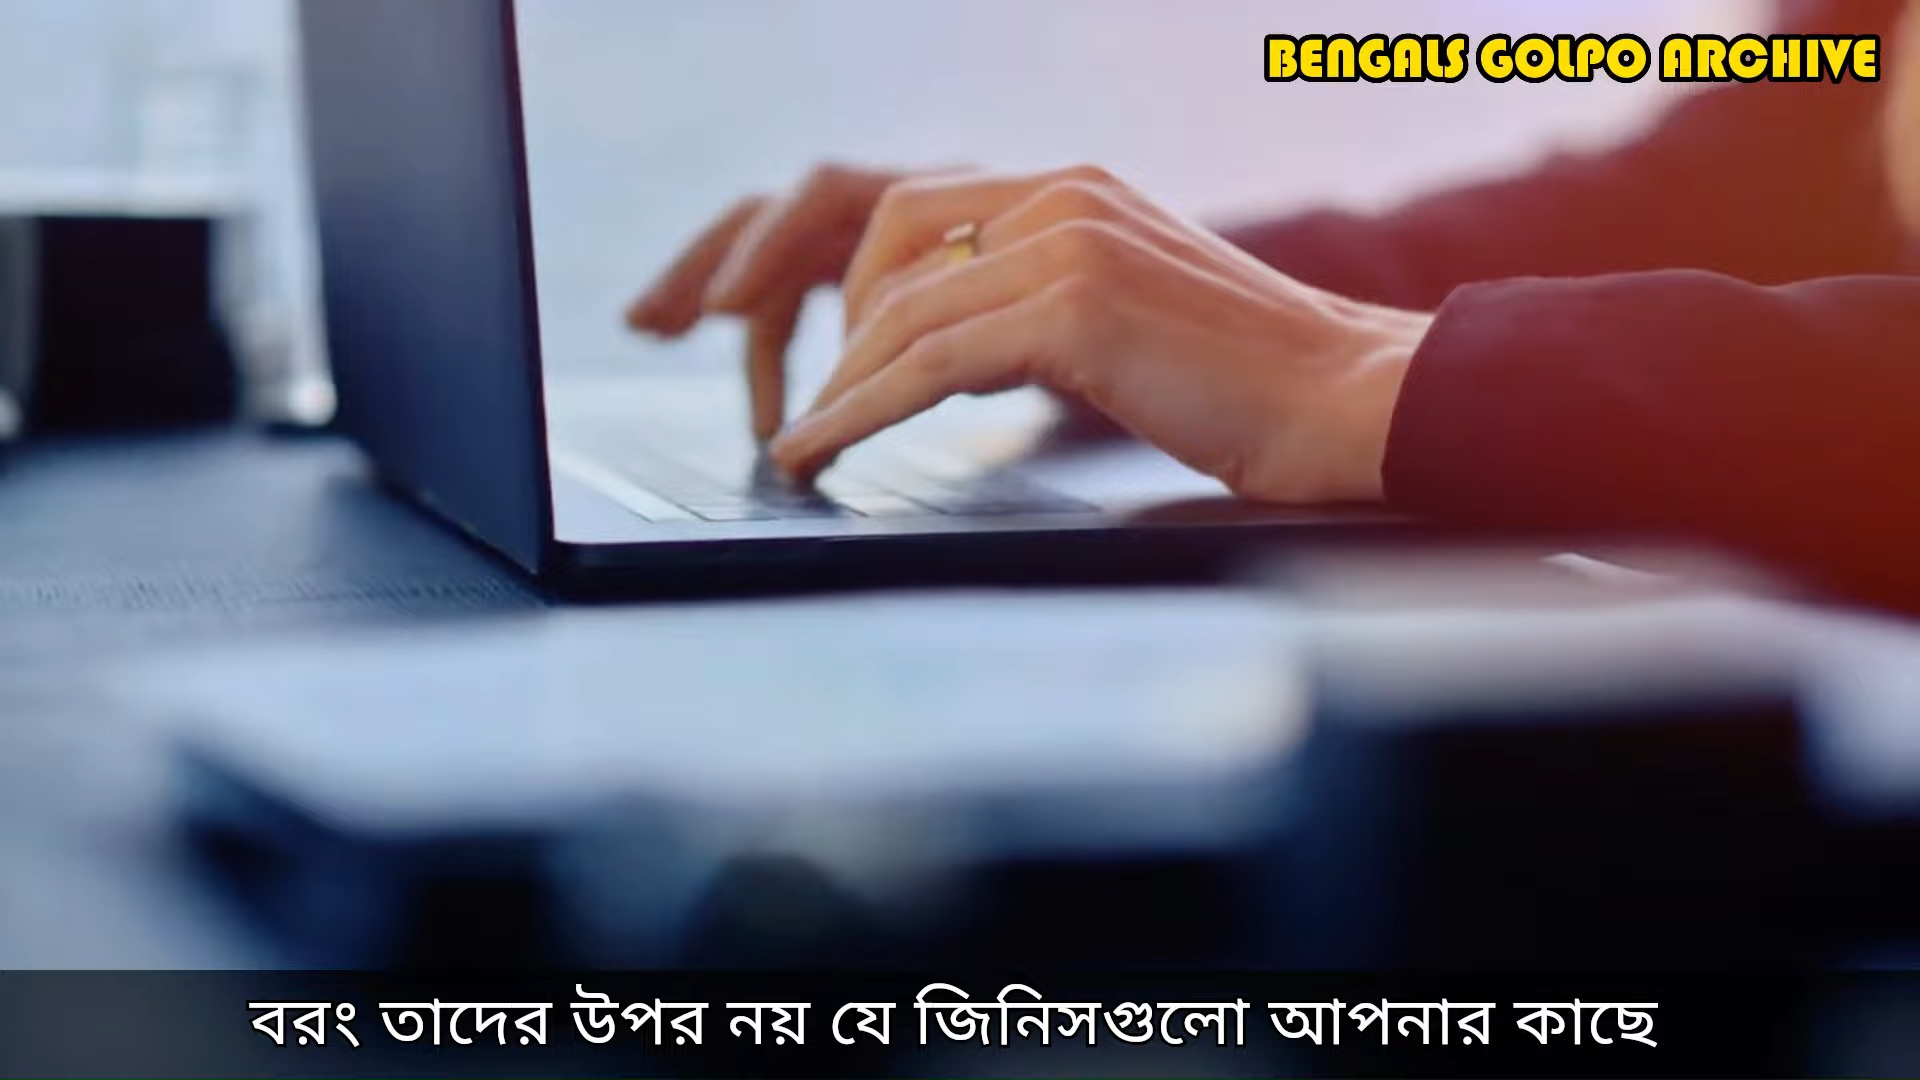 BENGALS GOLPO ARCHIVE
বরং তাদের উপর নয় যে জিনিসগুলো আপনার কাছে